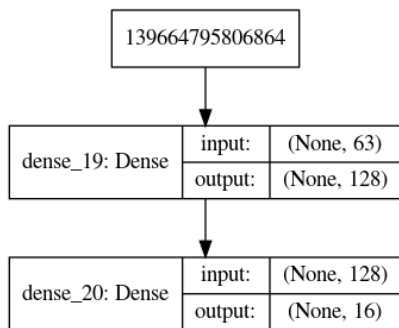 139664795806864
dense_19: Dense
input:
(None, 63)
output:
(None, 128)
dense_20: Dense
input:
(None, 128)
output:
(None, 16)